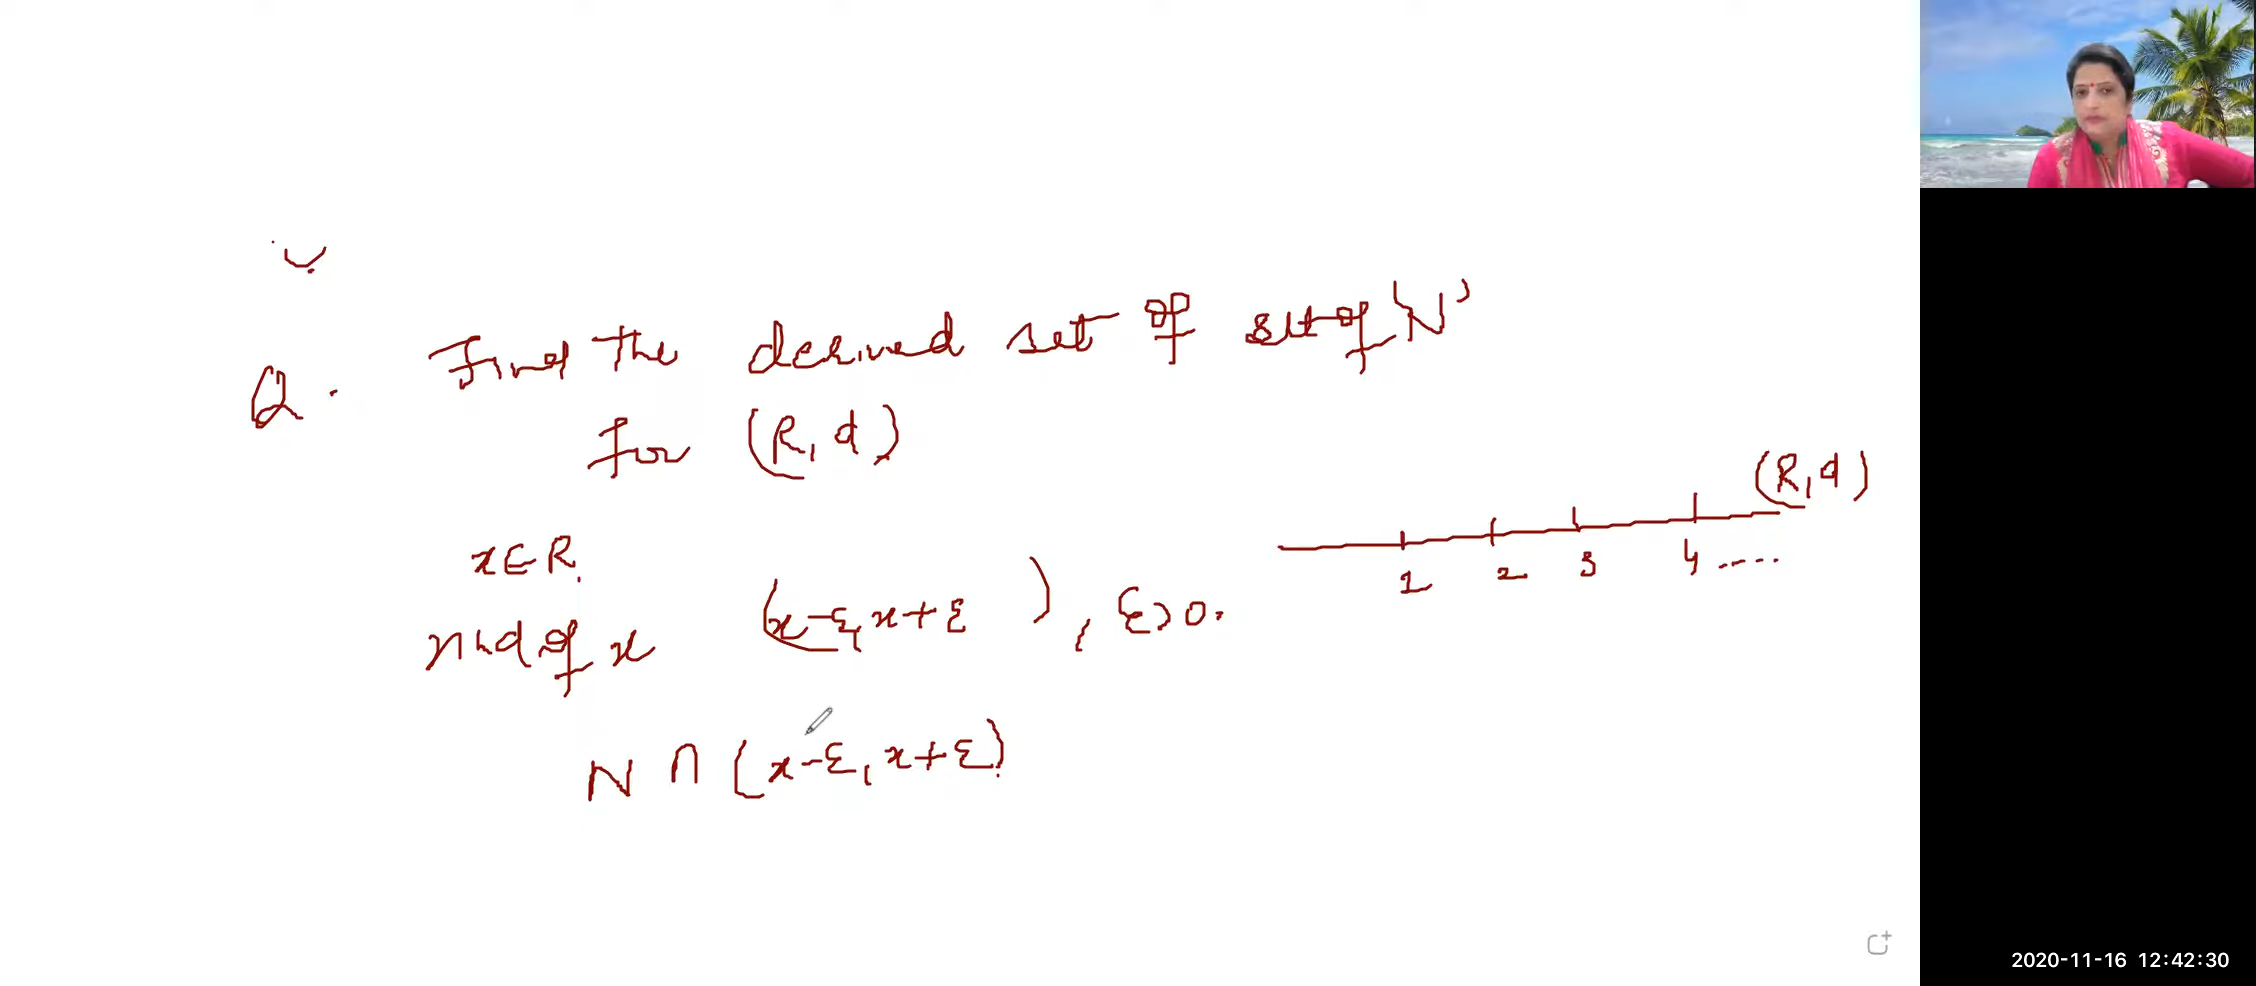 Q. Find the derived set of set of 'N'
for (R, d)
(R, d)
1 2 3 4 .....
x ∈ R.
nhd of x (x-ε, x+ε), ε>0.
N ∩ (x-ε, x+ε)
2020-11-16 12:42:30